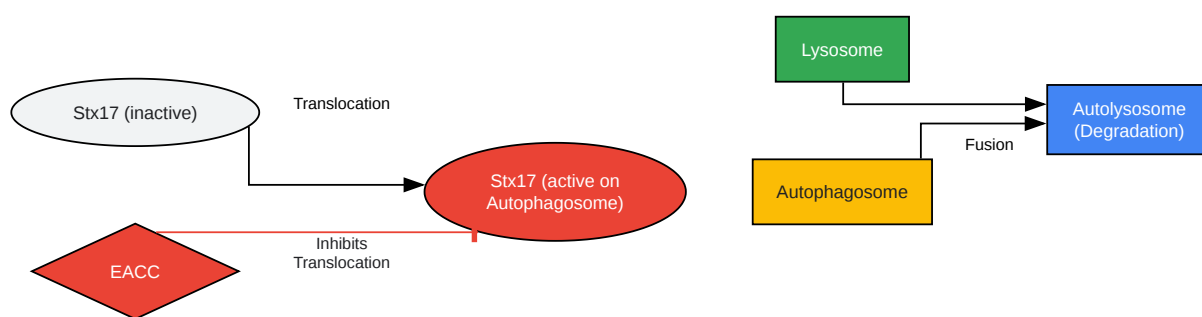 Stx17 (inactive)
Translocation
Stx17 (active on
Autophagosome)
Inhibits
Translocation
EACC
Lysosome
Autophagosome
Fusion
Autolysosome
(Degradation)